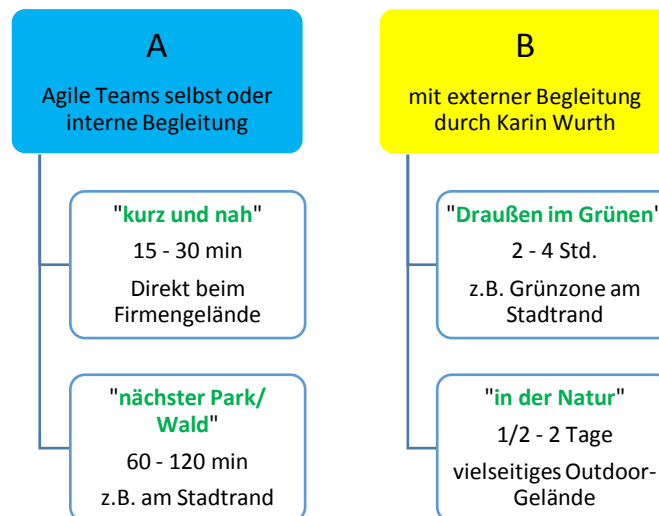 A
Agile Teams selbst oder
interne Begleitung
"kurz und nah"
15 - 30 min
Direkt beim
Firmengelände
"nächster Park/
Wald"
60 - 120 min
z.B. am Stadtrand
B
mit externer Begleitung
durch Karin Wurth
"Draußen im Grünen"
2 - 4 Std.
z.B. Grünzone am
Stadtrand
"in der Natur"
1/2 - 2 Tage
vielseitiges Outdoor-
Gelände